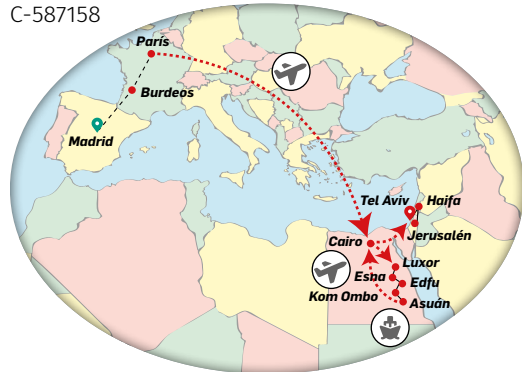 C-587158
París
Burdeos
Madrid
Tel Aviv
Haifa
Jerusalén
Cairo
Luxor
Esna
Edfu
Kom Ombo
Asuán